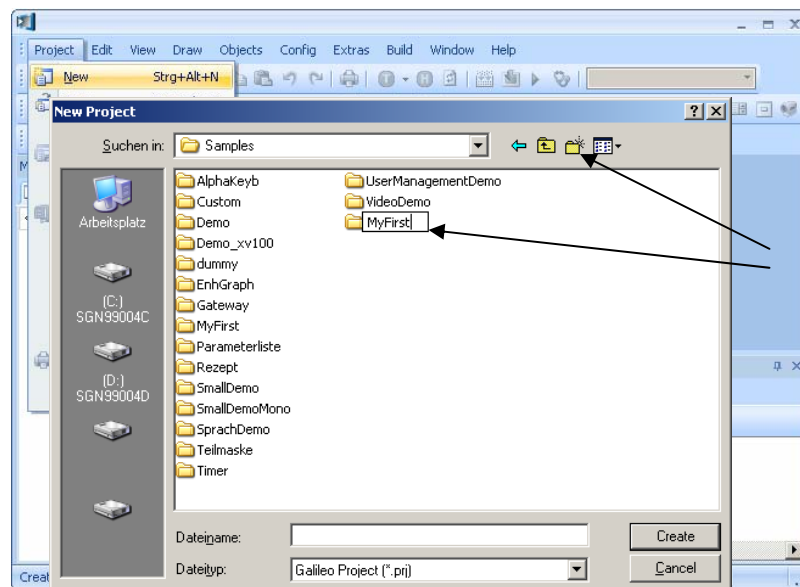 Project Edit View Draw Objects Config Extras Build Window Help
New Strg+Alt+N
New Project
Suchen in: Samples
Arbeitsplatz
(C:)
SGN99004C
(D:)
SGN99004D
AlphaKeyb
Custom
Demo
Demo_xv100
dummy
EnhGraph
Gateway
MyFirst
Parameterliste
Rezept
SmallDemo
SmallDemoMono
SprachDemo
Teilmaske
Timer
UserManagementDemo
VideoDemo
MyFirst
Dateiname:
Create
Dateityp: Galileo Project (*.prj)
Cancel
Creat